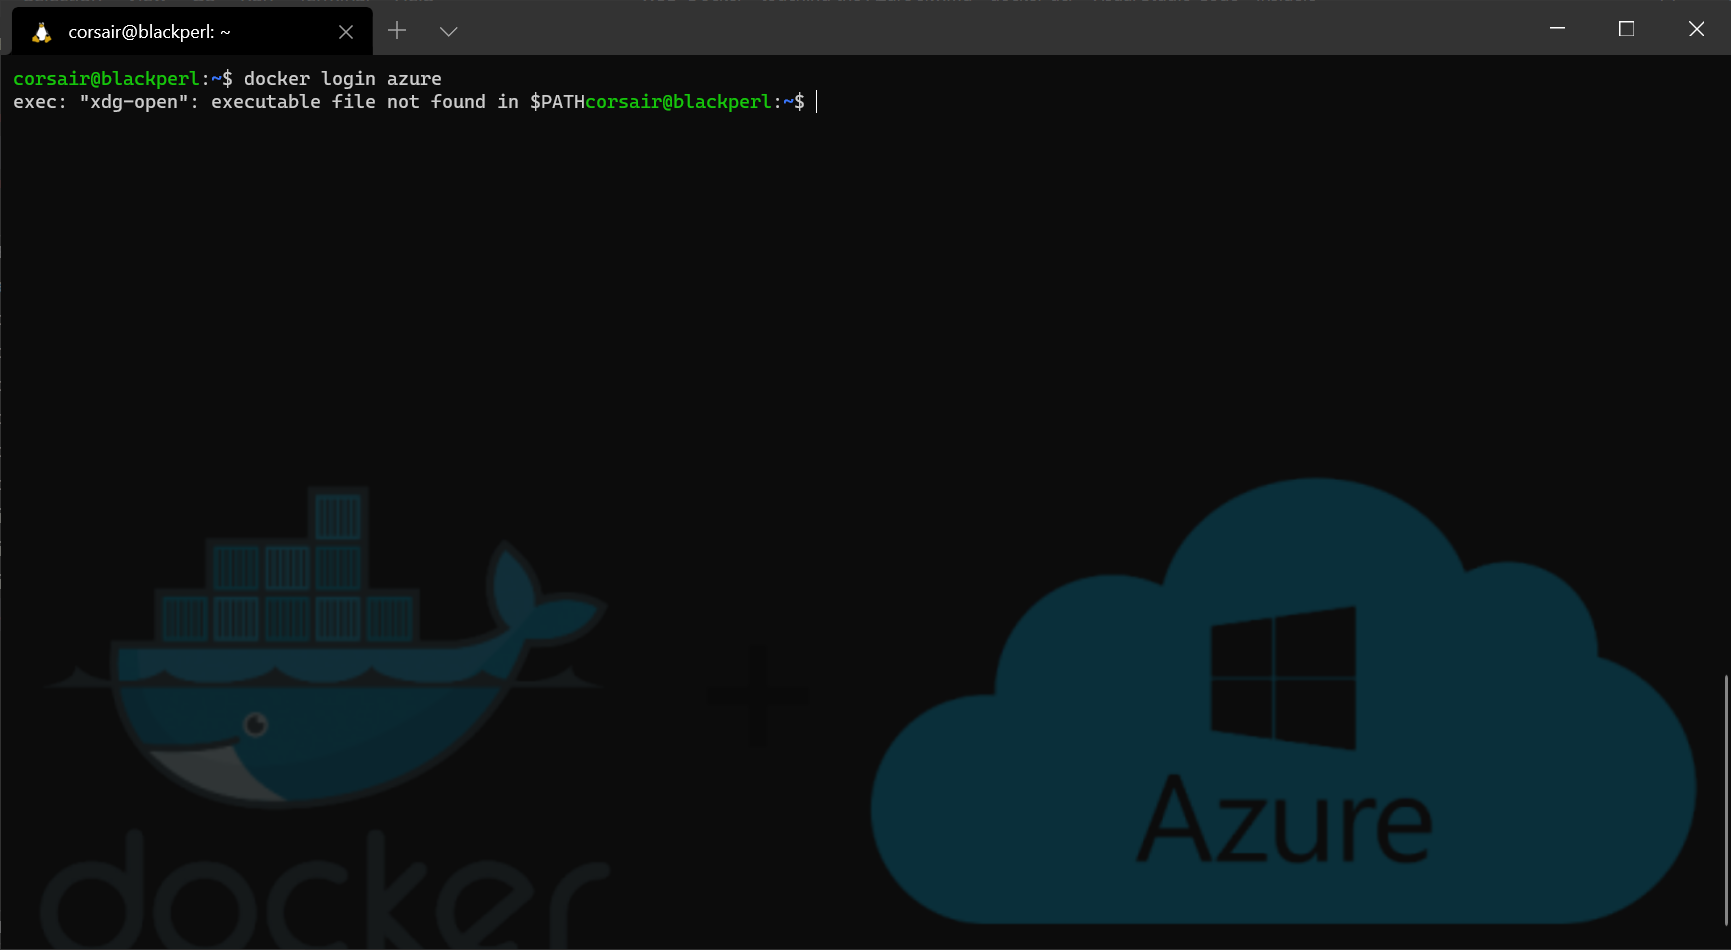 corsair@blackperl: ~
corsair@blackperl:~$ docker login azure
exec: "xdg-open": executable file not found in $PATHcorsair@blackperl:~$
Azure
docker